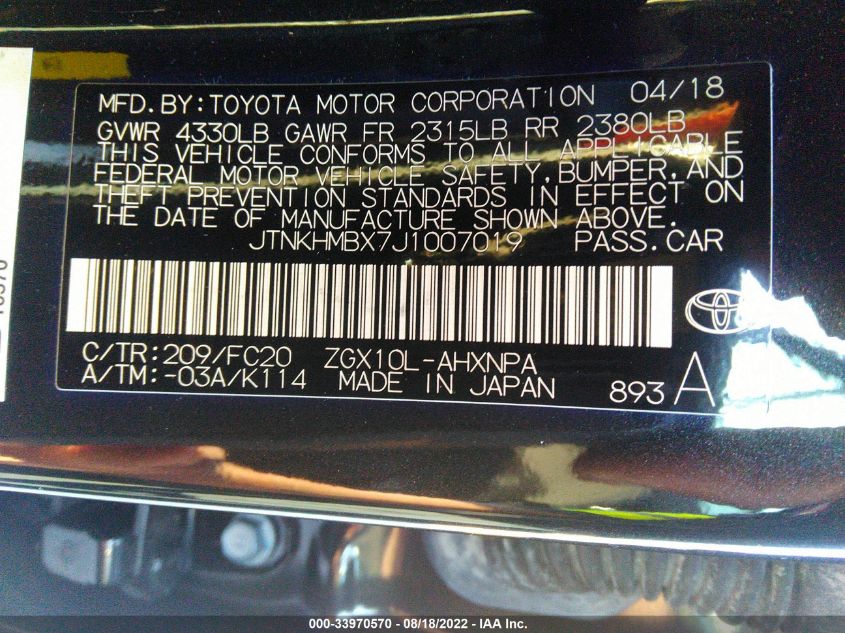 MFD.BY:TOYOTA MOTOR CORPORATION 04/18
GVWR 4330LB GAWR FR 2315LB RR 2380LB
THIS VEHICLE CONFORMS TO ALL APPLICABLE
FEDERAL MOTOR VEHICLE SAFETY,BUMPER,AND
THEFT PREVENTION STANDARDS IN EFFECT ON
THE DATE OF MANUFACTURE SHOWN ABOVE.
JTNKHMBX7J1007019 PASS.CAR
C/TR:209/FC20 ZGX10L-AHXNPA
A/TM:-03A/K114 MADE IN JAPAN 893 A
000-33970570 - 08/18/2022 - IAA Inc.